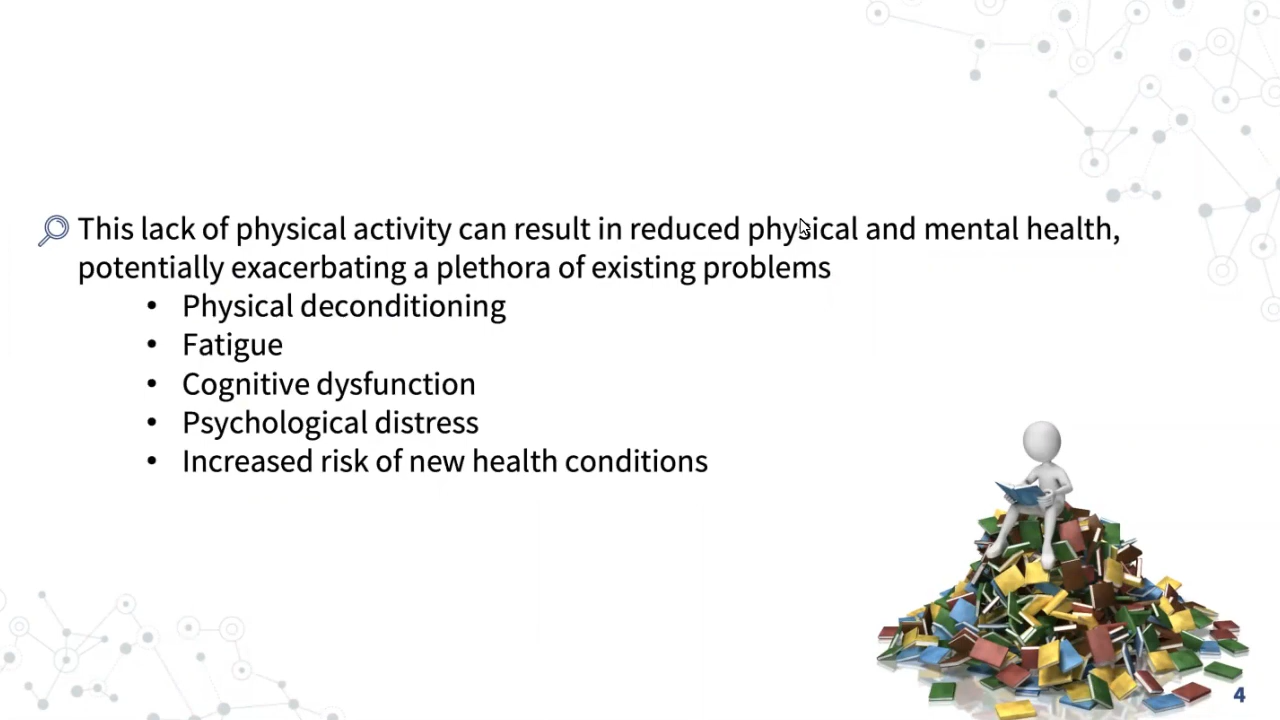 This lack of physical activity can result in reduced physical and mental health,
potentially exacerbating a plethora of existing problems
• Physical deconditioning
• Fatigue
• Cognitive dysfunction
• Psychological distress
• Increased risk of new health conditions
4